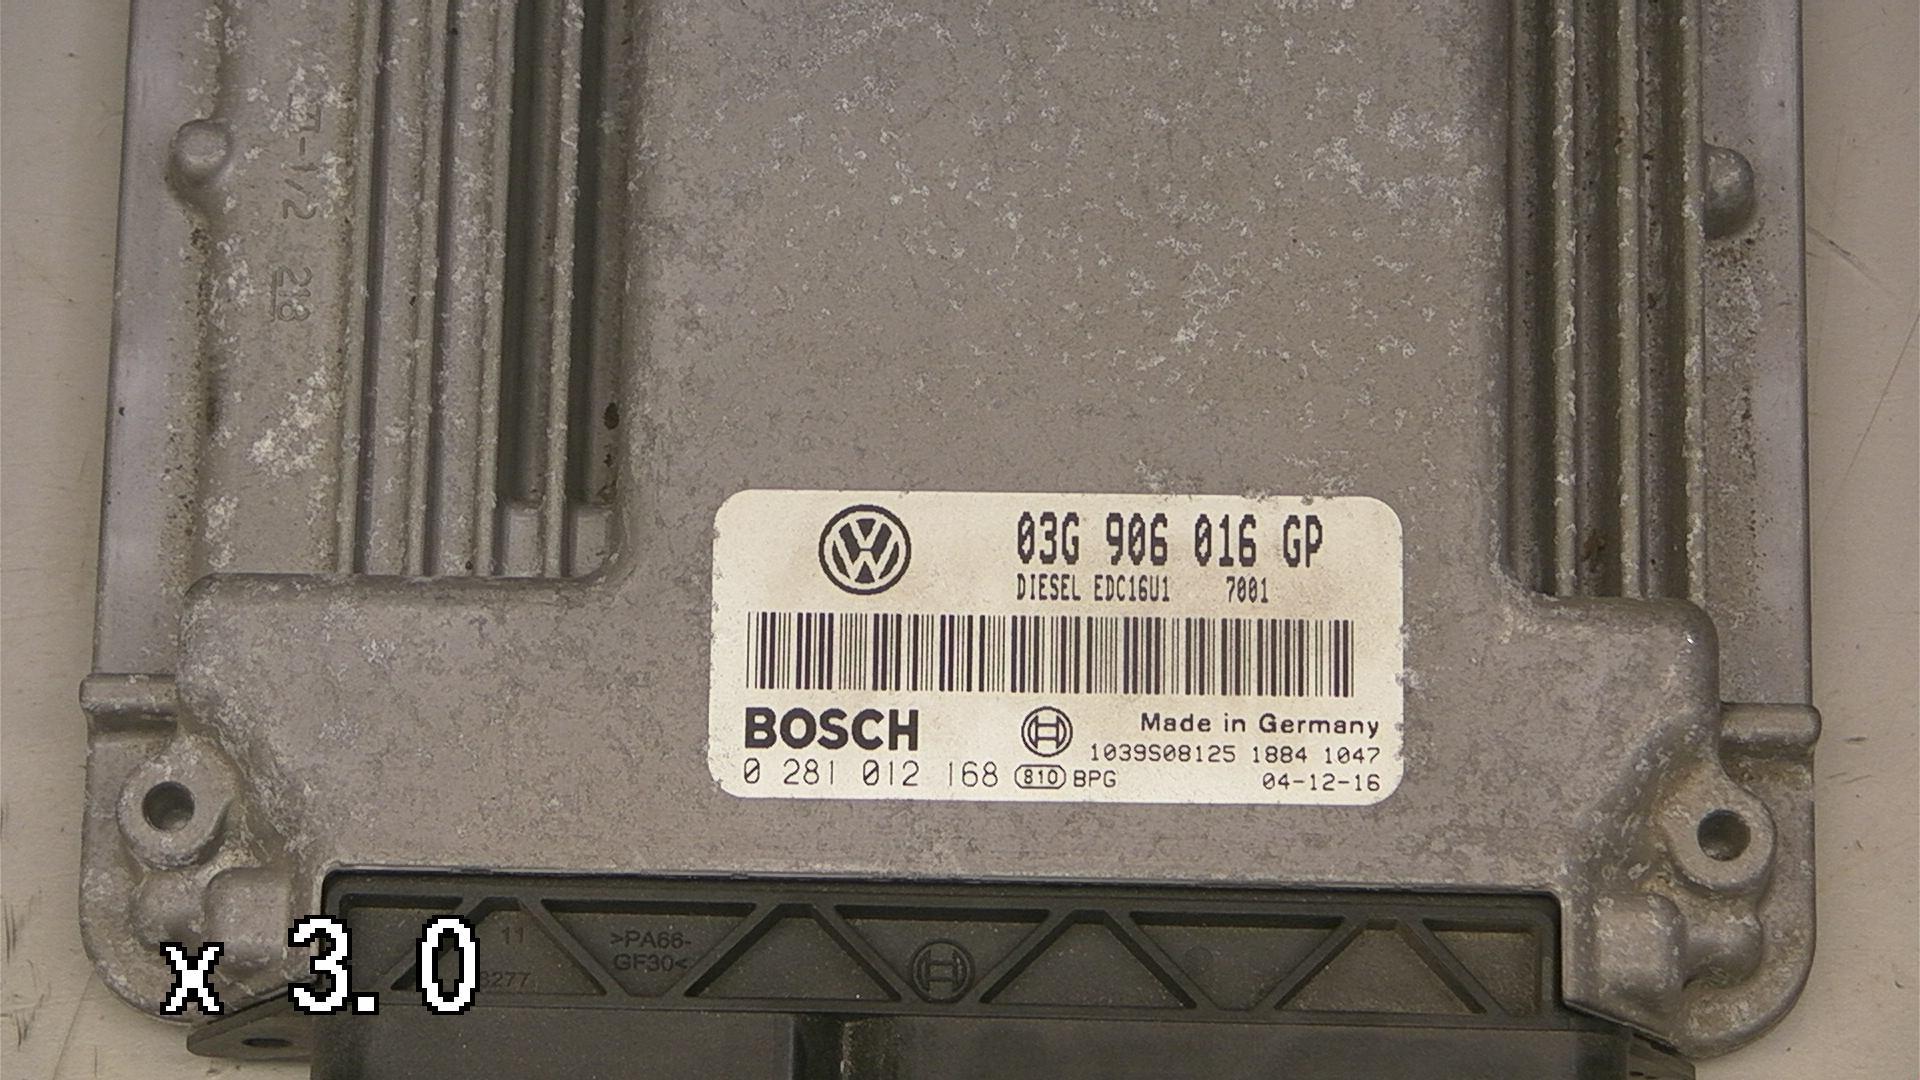 03G 906 016 GP
DIESEL EDC16U1 7001
BOSCH
Made in Germany
1039S08125 1884 1047
0 281 012 168 810 BPG
04-12-16
11
>PA66-
GF30<
x 3.0